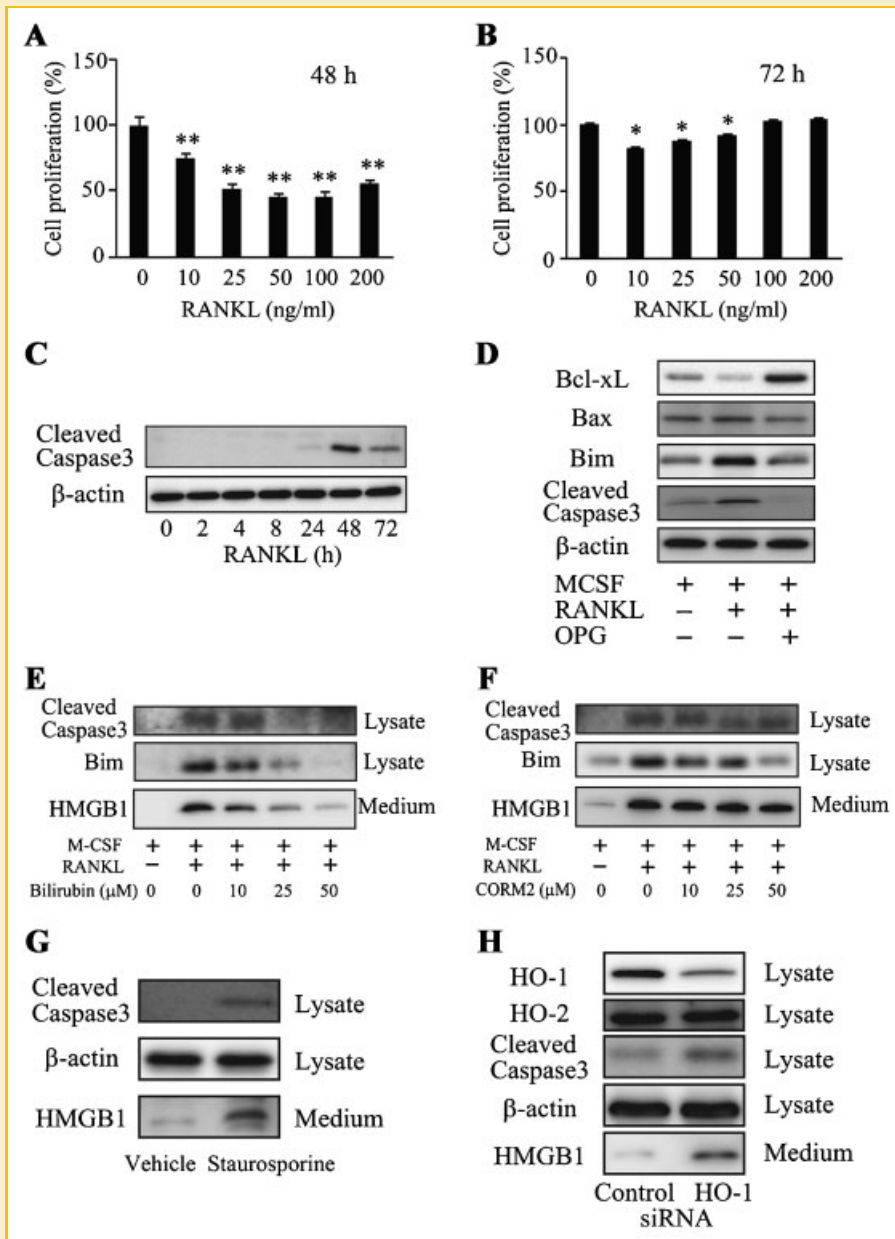 A
Cell proliferation (%)
48 h
150
100
50
0
** ** ** ** **
0 10 25 50 100 200
RANKL (ng/ml)
B
Cell proliferation (%)
72 h
150
100
50
0
* * *
0 10 25 50 100 200
RANKL (ng/ml)
C
Cleaved
Caspase3
β-actin
0 2 4 8 24 48 72
RANKL (h)
D
Bcl-xL
Bax
Bim
Cleaved
Caspase3
β-actin
MCSF + + +
RANKL − + +
OPG − − +
E
Cleaved
Caspase3 Lysate
Bim Lysate
HMGB1 Medium
M-CSF + + + + +
RANKL − + + + +
Bilirubin (μM) 0 0 10 25 50
F
Cleaved
Caspase3 Lysate
Bim Lysate
HMGB1 Medium
M-CSF + + + + +
RANKL − + + + +
CORM2 (μM) 0 0 10 25 50
G
Cleaved
Caspase3 Lysate
β-actin Lysate
HMGB1 Medium
Vehicle Staurosporine
H
HO-1 Lysate
HO-2 Lysate
Cleaved
Caspase3 Lysate
β-actin Lysate
HMGB1 Medium
Control HO-1
siRNA